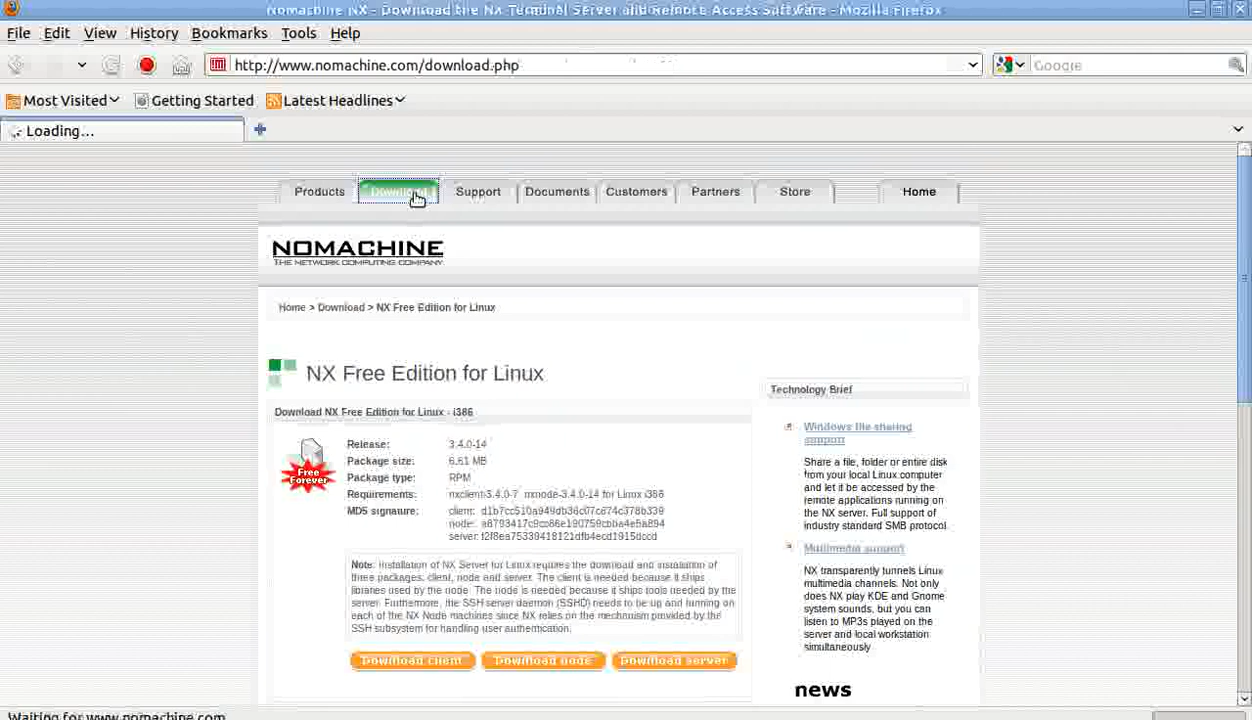 Nomachine NX - Download the Nx Terminal Server and Remote Access Software - Mozilla Firefox
File Edit View History Bookmarks Tools Help
http://www.nomachine.com/download.php
Google
Most Visited Getting Started Latest Headlines
Loading...
Products Download Support Documents Customers Partners Store Home
NOMACHINE
THE NETWORK COMPUTING COMPANY
Home > Download > NX Free Edition for Linux
NX Free Edition for Linux
Download NX Free Edition for Linux - i386
Free
Forever
Release: 3.4.0-14
Package size: 6.61 MB
Package type: RPM
Requirements: nxclient-3.4.0-7 nxnode-3.4.0-14 for Linux i386
MD5 signature: client:
node:
server:
Note: Installation of NX Server for Linux requires the download and installation of
three packages, client, node and server. The client is needed because it ships
libraries used by the node. The node is needed because it ships tools needed by the
server. Furthermore, the SSH server daemon (SSHD) needs to be up and running on
each of the NX Node machines since NX relies on the mechanism provided by the
SSH subsystem for handling user authentication.
Download client Download node Download server
Technology Brief
Windows file sharing
support
Share a file, folder or entire disk
from your local Linux computer
and let it be accessed by the
remote applications running on
the NX server. Full support of
industry standard SMB protocol
Multimedia support
NX transparently tunnels Linux
multimedia channels. Not only
does NX play KDE and Gnome
system sounds, but you can
listen to MP3s played on the
server and local workstation
simultaneously
news
Waiting for www.nomachine.com